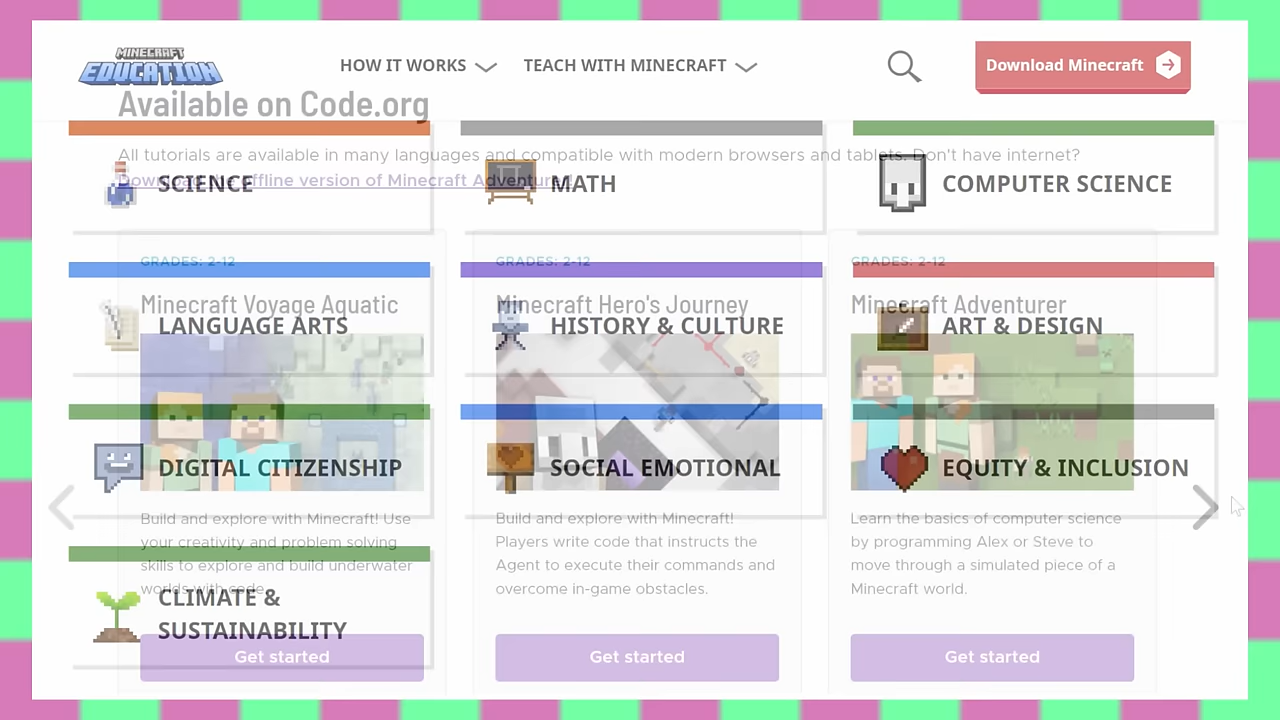 MINECRAFT
EDUCATION
HOW IT WORKS
TEACH WITH MINECRAFT
Download Minecraft
Available on Code.org
All tutorials are available in many languages and compatible with modern browsers and tablets. Don't have internet?
Download the offline version of Minecraft Adventurer
SCIENCE
MATH
COMPUTER SCIENCE
GRADES: 2-12
GRADES: 2-12
GRADES: 2-12
Minecraft Voyage Aquatic
Minecraft Hero's Journey
Minecraft Adventurer
LANGUAGE ARTS
HISTORY & CULTURE
ART & DESIGN
DIGITAL CITIZENSHIP
SOCIAL EMOTIONAL
EQUITY & INCLUSION
Build and explore with Minecraft! Use
your creativity and problem solving
skills to explore and build underwater
worlds with code.
Build and explore with Minecraft!
Players write code that instructs the
Agent to execute their commands and
overcome in-game obstacles.
Learn the basics of computer science
by programming Alex or Steve to
move through a simulated piece of a
Minecraft world.
CLIMATE &
SUSTAINABILITY
Get started
Get started
Get started